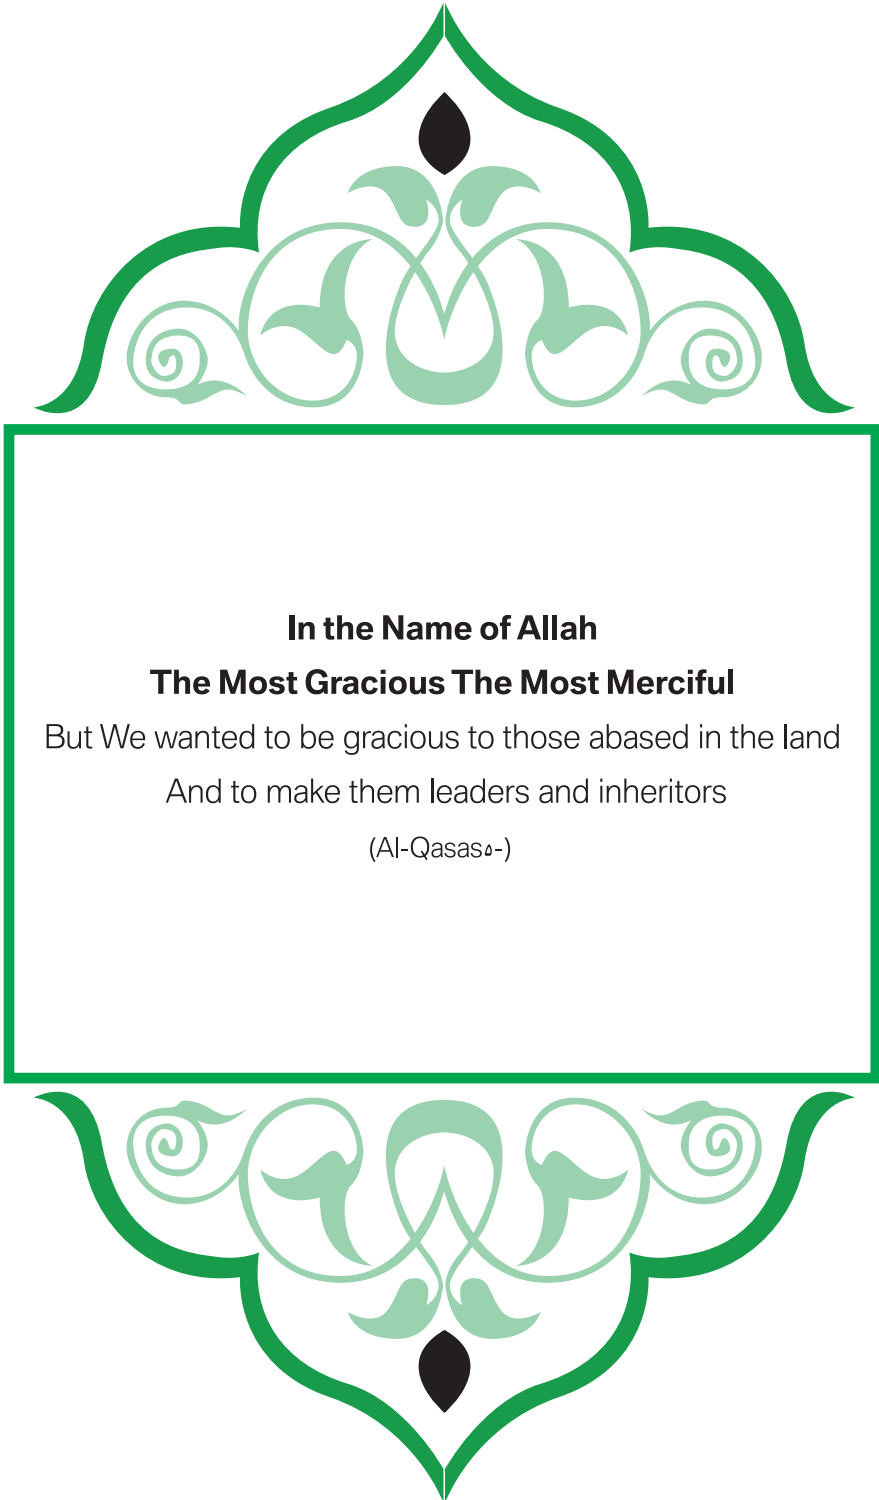 In the Name of Allah
The Most Gracious The Most Merciful
But We wanted to be gracious to those abased in the land
And to make them leaders and inheritors
(Al-Qasas۵-)